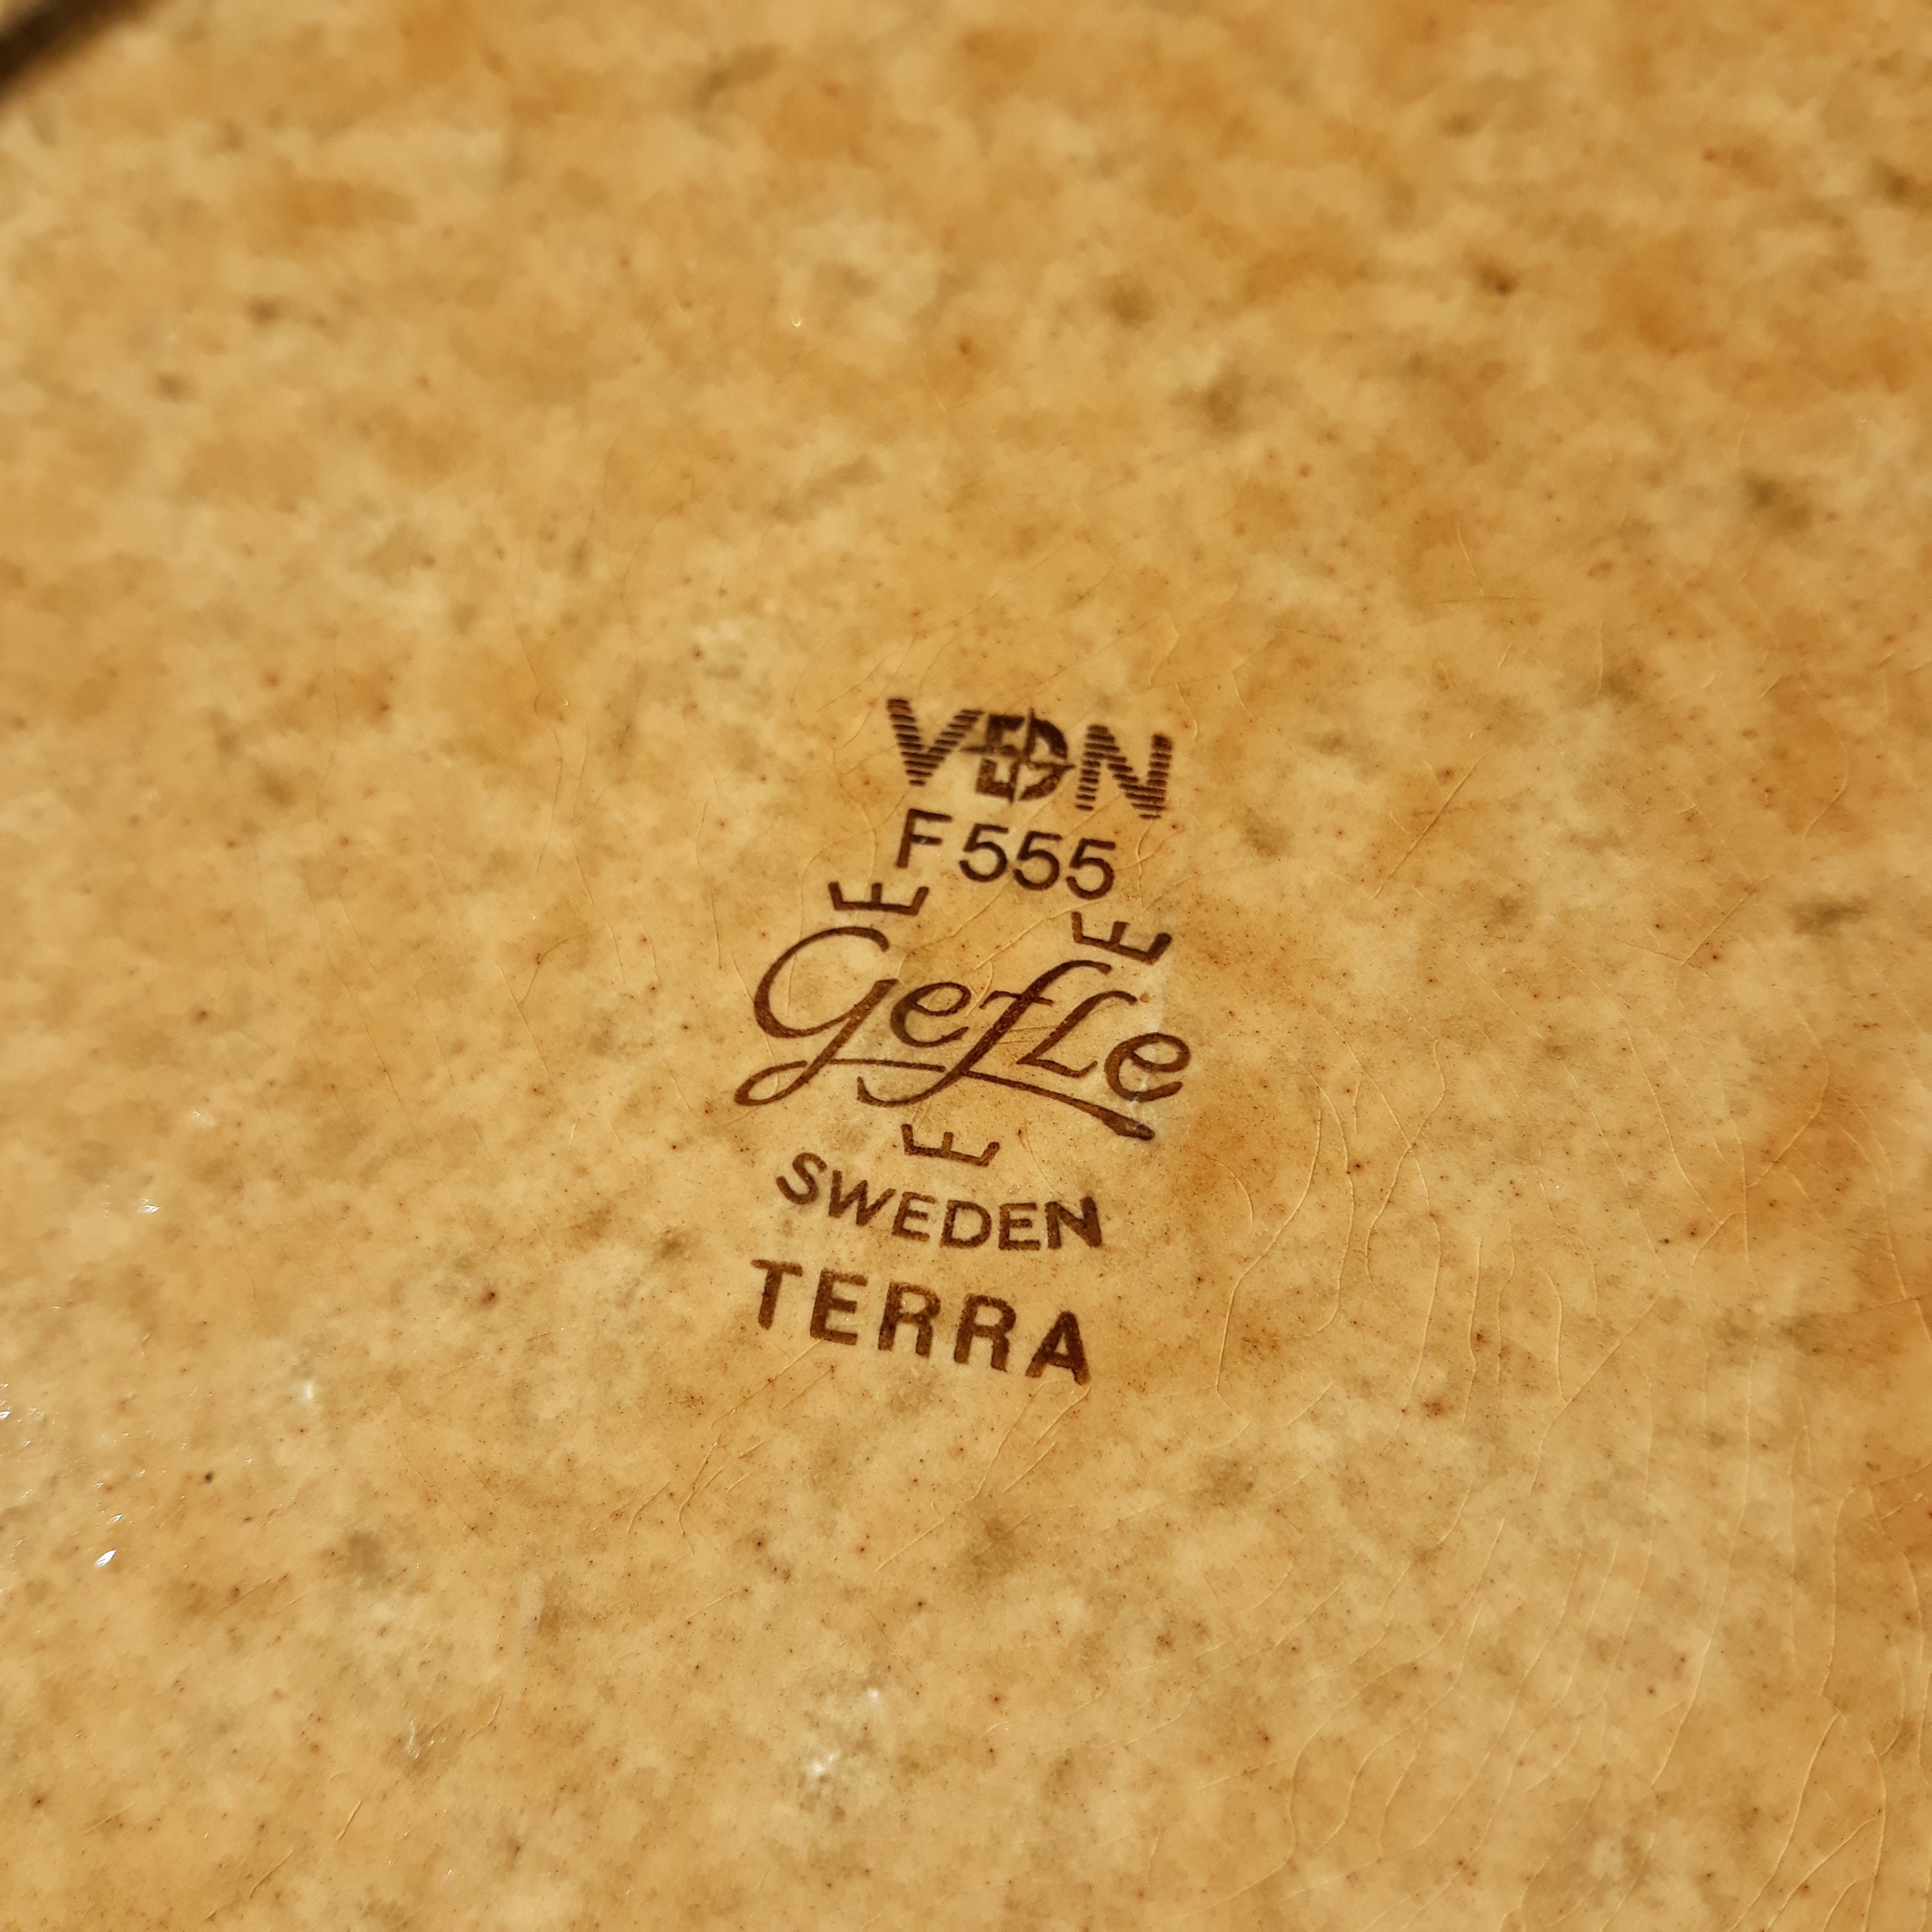 VDN
F555
Gefle
SWEDEN
TERRA